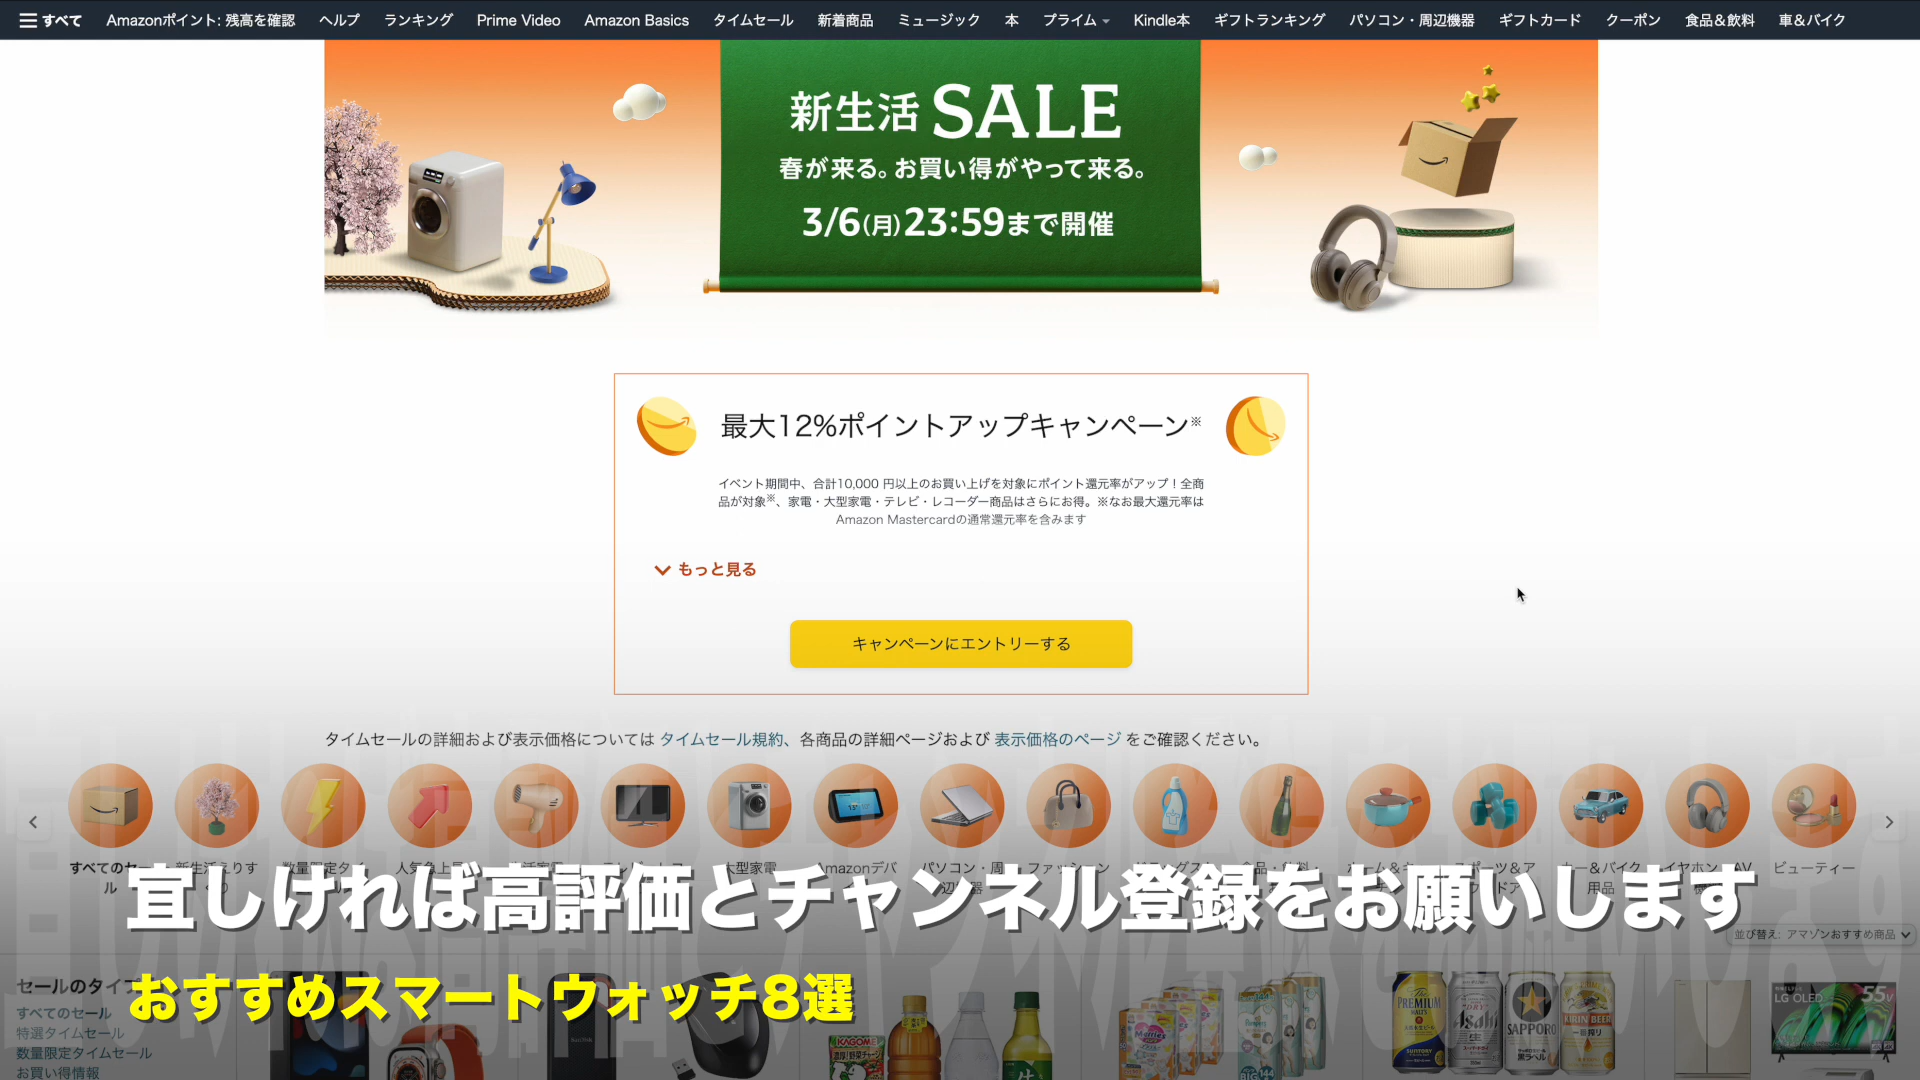 すべて Amazonポイント: 残高を確認 ヘルプ ランキング Prime Video Amazon Basics タイムセール 新着商品 ミュージック 本 プライム Kindle本 ギフトランキング パソコン・周辺機器 ギフトカード クーポン 食品＆飲料 車＆バイク
新生活 SALE
春が来る。お買い得がやって来る。
3/6(月)23:59まで開催
最大12%ポイントアップキャンペーン※
イベント期間中、合計10,000 円以上のお買い上げを対象にポイント還元率がアップ！全商
品が対象※、家電・大型家電・テレビ・レコーダー商品はさらにお得。※なお最大還元率は
Amazon Mastercardの通常還元率を含みます
もっと見る
キャンペーンにエントリーする
タイムセールの詳細および表示価格については タイムセール規約、各商品の詳細ページおよび 表示価格のページ をご確認ください。
ビューティー
宜しければ高評価とチャンネル登録をお願いします
並び替え: アマゾンおすすめ商品
おすすめスマートウォッチ8選
すべてのセール
特選タイムセール
数量限定タイムセール
お買い得情報
KAGOME
PREMIUM
SUNTORY
Asahi
SAPPORO
KIRIN BEER
LG OLED 55V